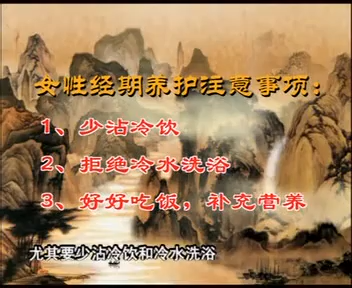 女性经期养护注意事项：
1、少沾冷饮
2、拒绝冷水洗浴
3、好好吃饭，补充营养
尤其要少沾冷饮和冷水洗浴